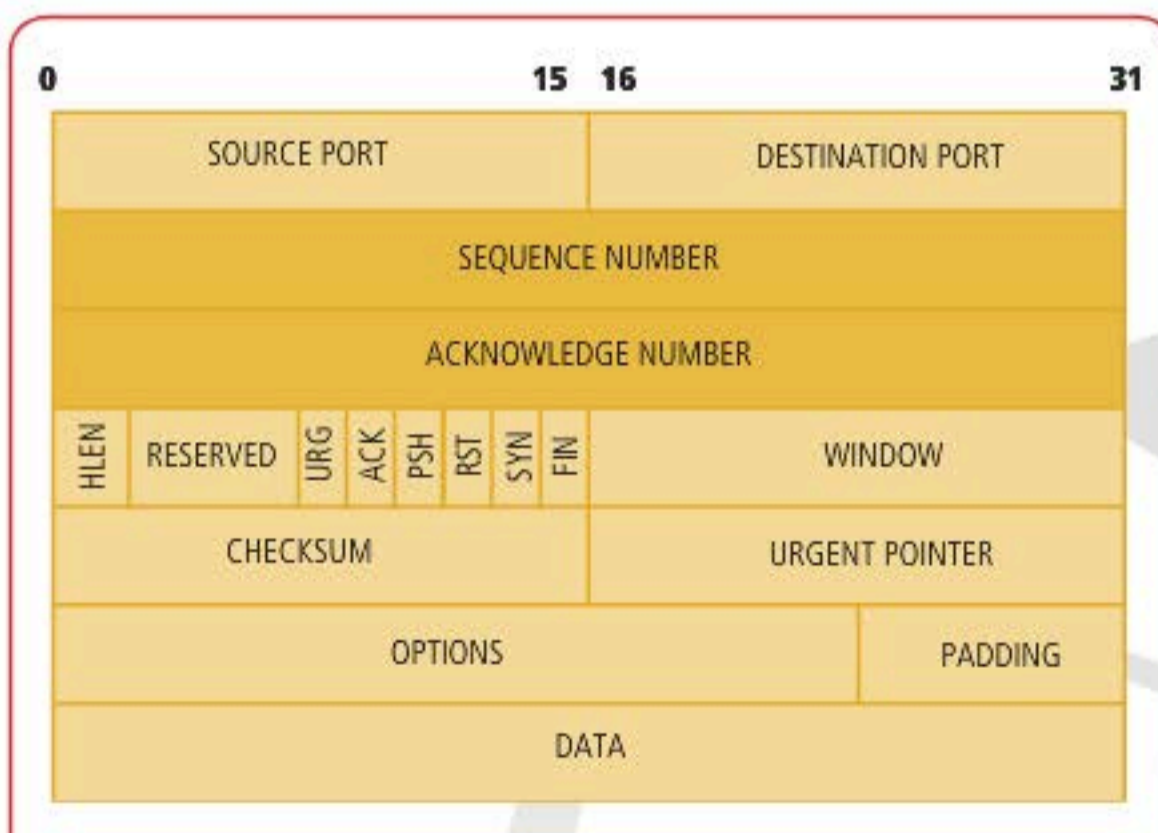 0 15 16 31
SOURCE PORT DESTINATION PORT
SEQUENCE NUMBER
ACKNOWLEDGE NUMBER
HLEN RESERVED URG ACK PSH RST SYN FIN WINDOW
CHECKSUM URGENT POINTER
OPTIONS PADDING
DATA